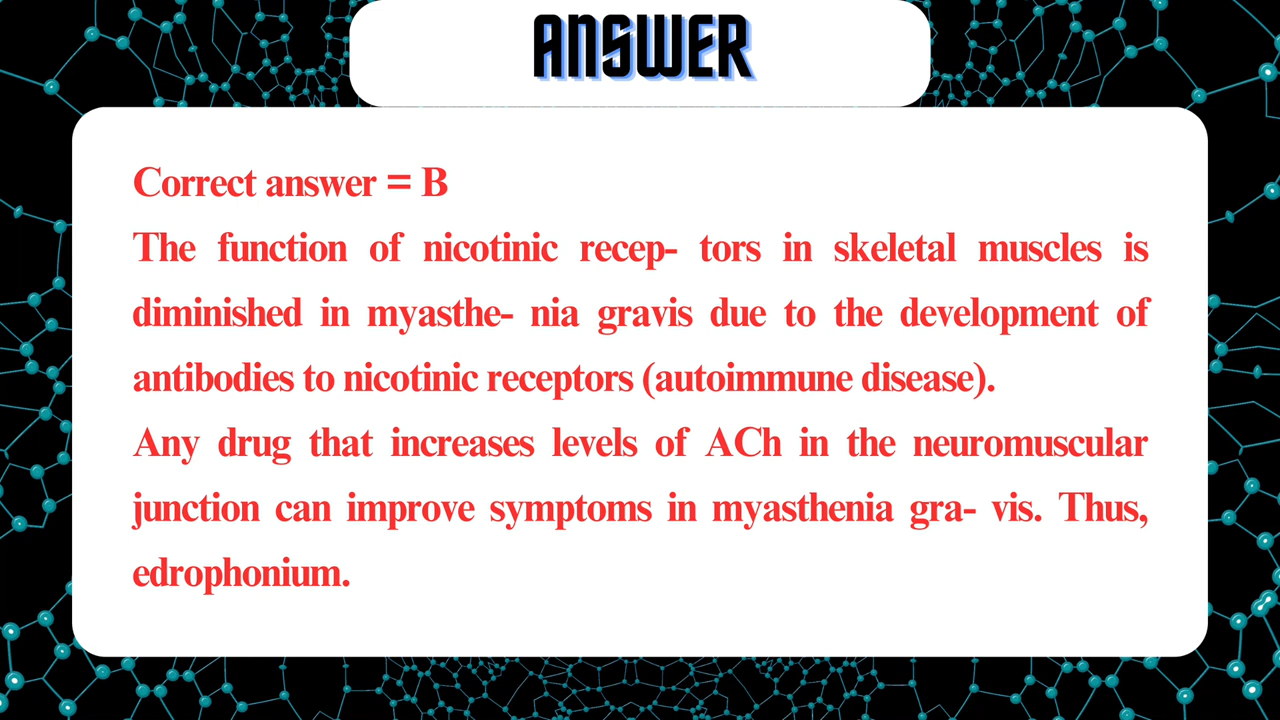 ANSWER
Correct answer = B
The function of nicotinic recep- tors in skeletal muscles is
diminished in myasthe- nia gravis due to the development of
antibodies to nicotinic receptors (autoimmune disease).
Any drug that increases levels of ACh in the neuromuscular
junction can improve symptoms in myasthenia gra- vis. Thus,
edrophonium.